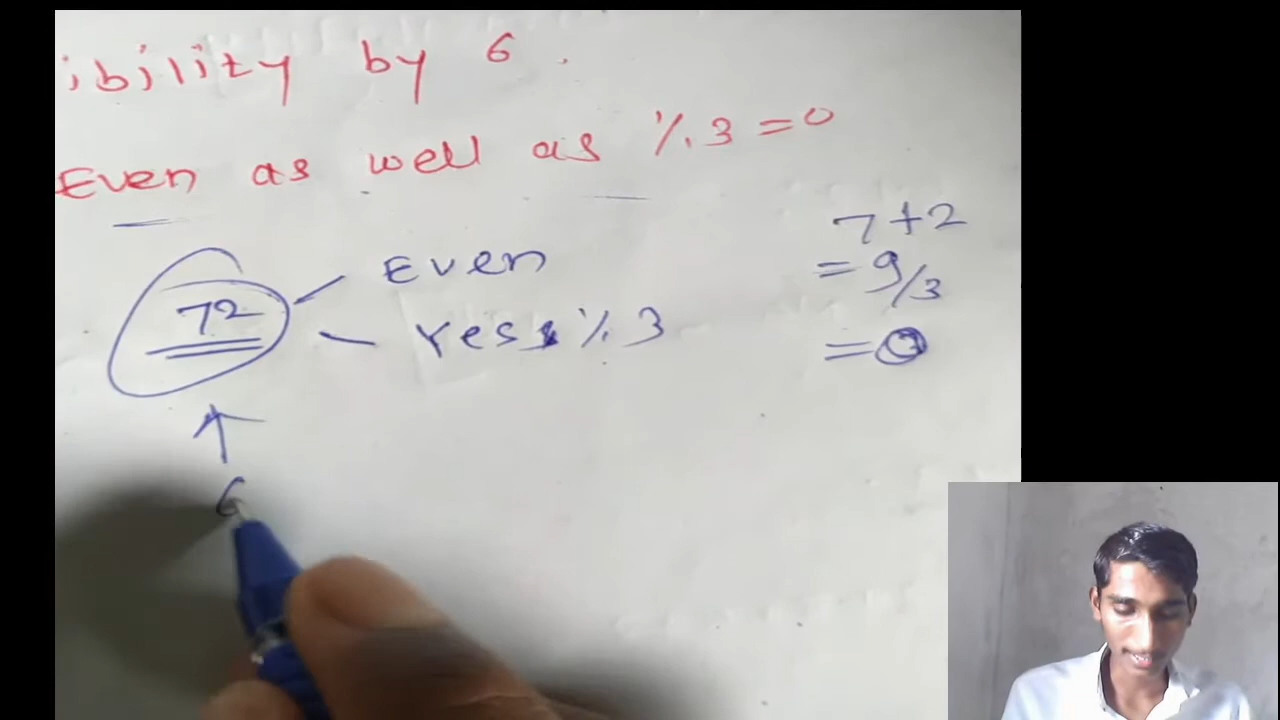 ibility by 6.
Even as well as %3=0
72
Even
Yes %3
7+2
=9/3
=0
6